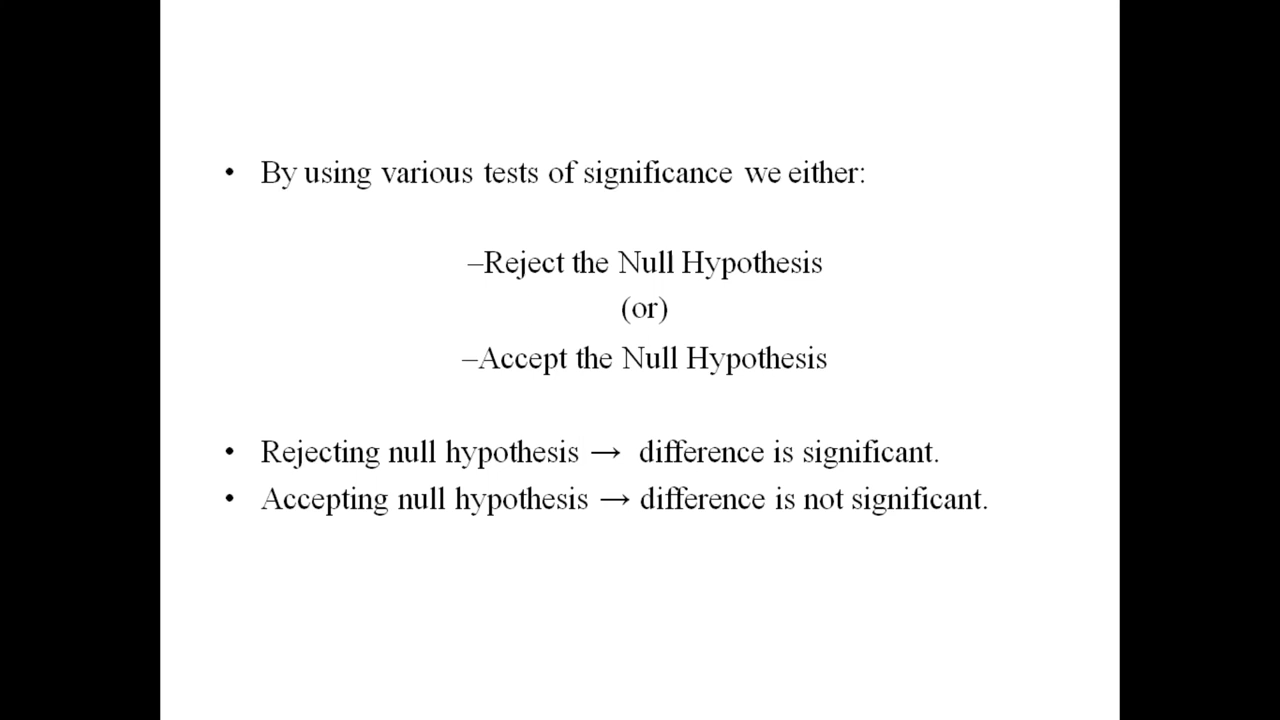 • By using various tests of significance we either:
–Reject the Null Hypothesis
(or)
–Accept the Null Hypothesis
• Rejecting null hypothesis → difference is significant.
• Accepting null hypothesis → difference is not significant.